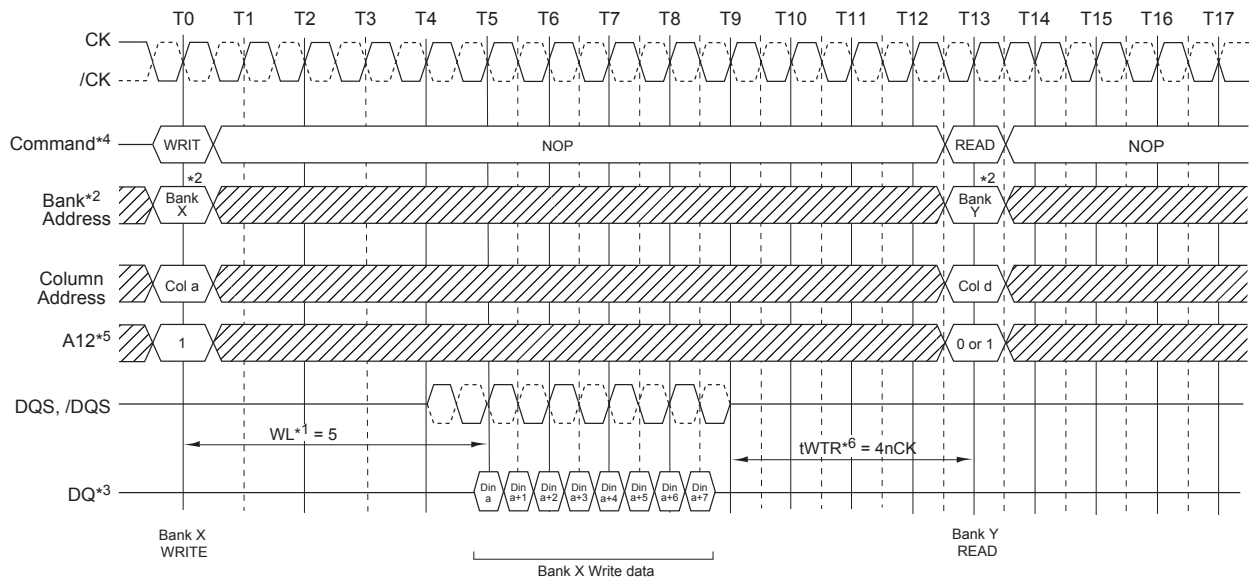 T0 T1 T2 T3 T4 T5 T6 T7 T8 T9 T10 T11 T12 T13 T14 T15 T16 T17
CK
/CK
Command*4 WRIT NOP READ NOP
*2 *2
Bank*2 Address Bank X Bank Y
Column Address Col a Col d
A12*5 1 0 or 1
DQS, /DQS
WL*1 = 5 tWTR*6 = 4nCK
DQ*3 Din a Din a+1 Din a+2 Din a+3 Din a+4 Din a+5 Din a+6 Din a+7
Bank X WRITE Bank Y READ
Bank X Write data